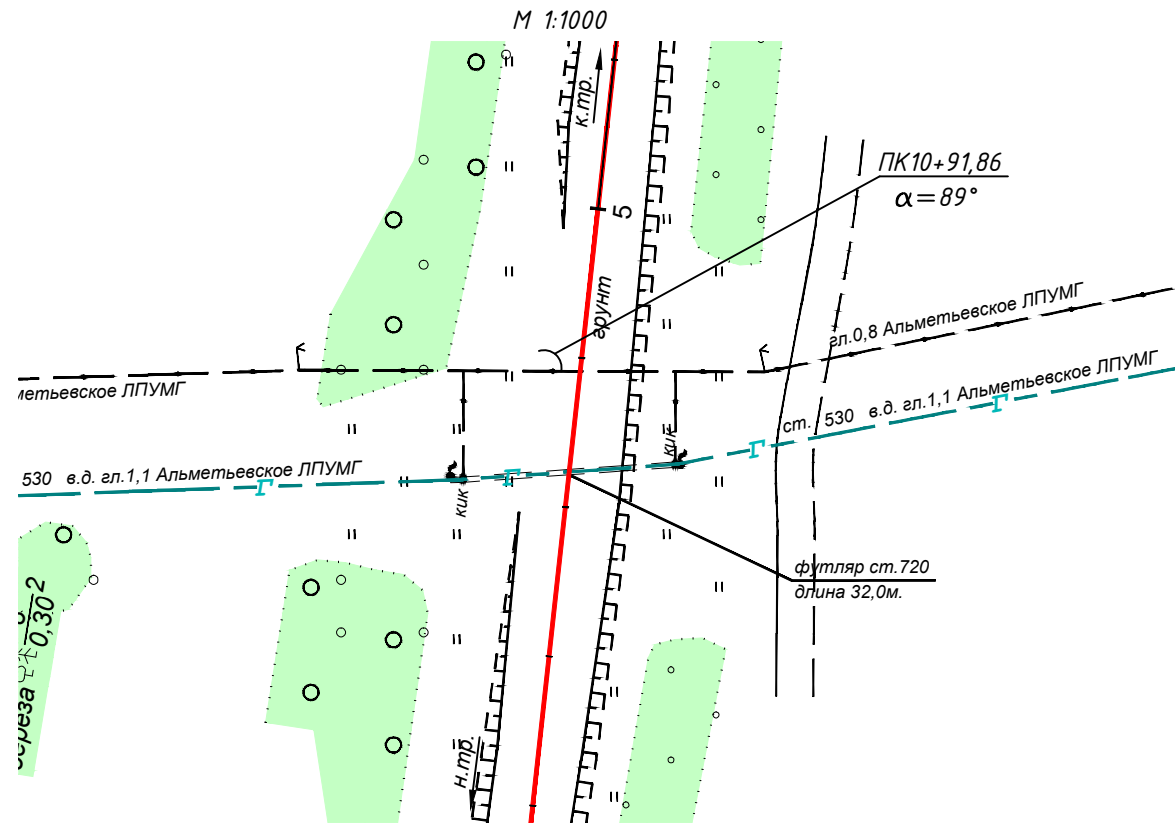 М 1:1000
к.тр.
ПК10+91,86
α=89°
5
грунт
гл.0,8 Альметьевское ЛПУМГ
метьевское ЛПУМГ
ст. 530 в.д. гл.1,1 Альметьевское ЛПУМГ
кик
530 в.д. гл.1,1 Альметьевское ЛПУМГ
Г
Г
Г
Г
кик
футляр ст.720
длина 32,0м.
0,30
2
н.тр.